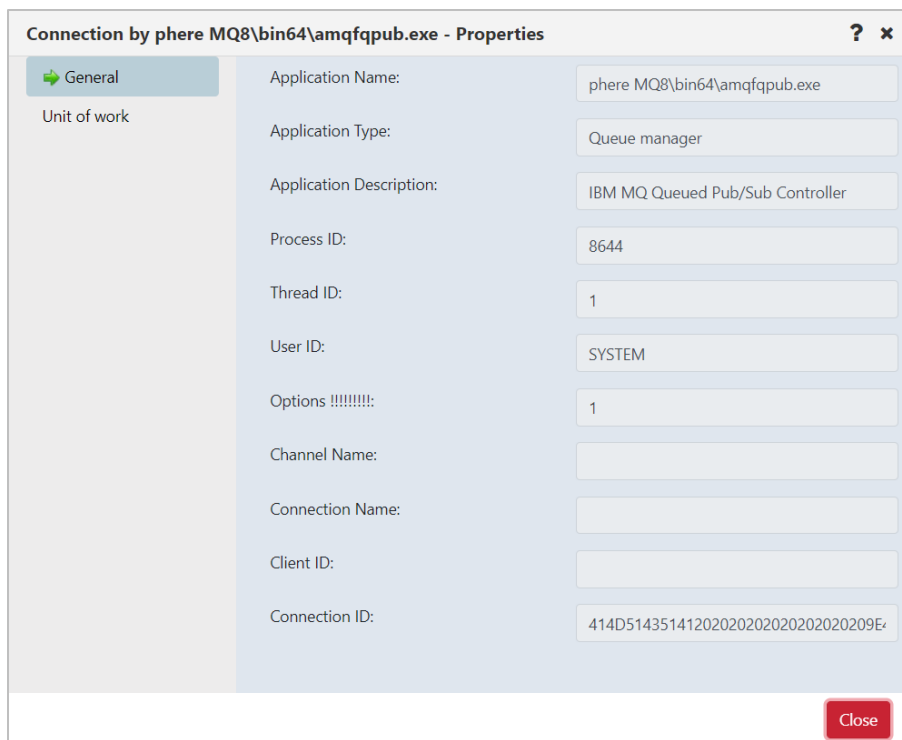 Connection by phere MQ8\bin64\amqfqpub.exe - Properties ? ×
General
Unit of work
Application Name: phere MQ8\bin64\amqfqpub.exe
Application Type: Queue manager
Application Description: IBM MQ Queued Pub/Sub Controller
Process ID: 8644
Thread ID: 1
User ID: SYSTEM
Options !!!!!!!!!: 1
Channel Name:
Connection Name:
Client ID:
Connection ID: 414D5143514120202020202020202020209E4
Close